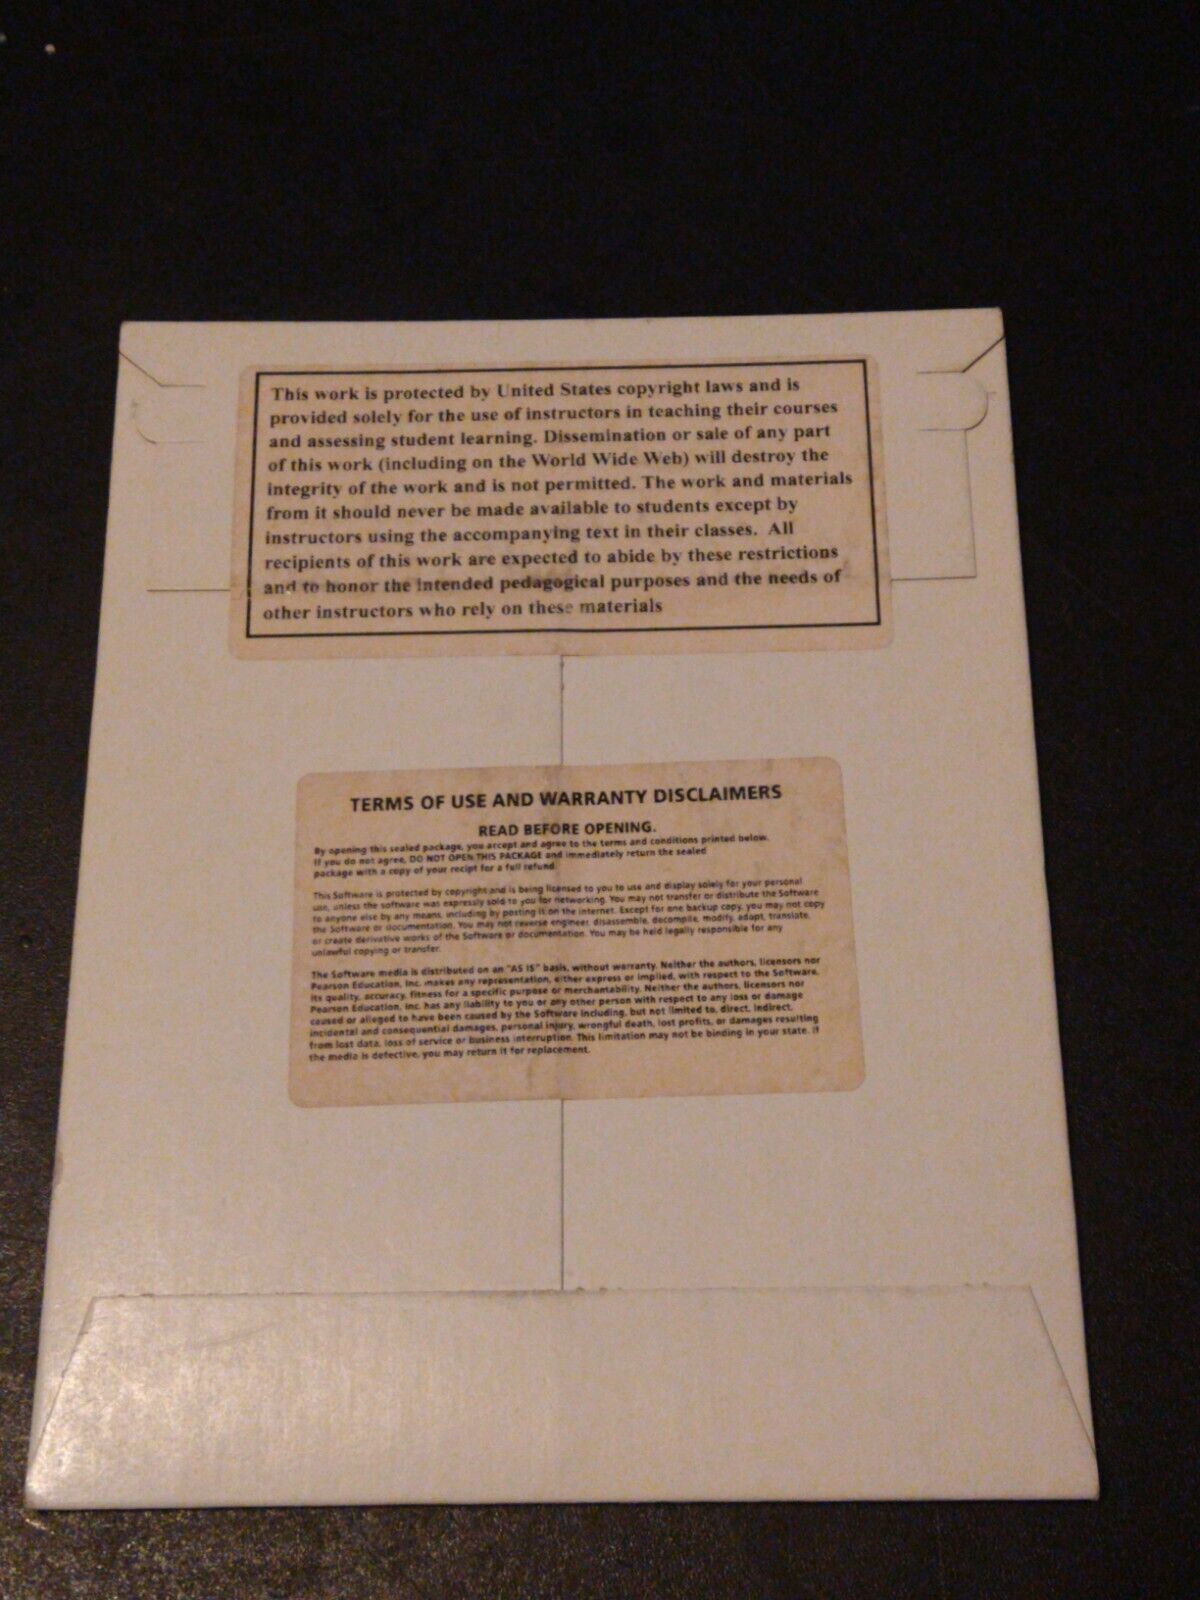 This work is protected by United States copyright laws and is
provided solely for the use of instructors in teaching their courses
and assessing student learning. Dissemination or sale of any part
of this work (including on the World Wide Web) will destroy the
integrity of the work and is not permitted. The work and materials
from it should never be made available to students except by
instructors using the accompanying text in their classes. All
recipients of this work are expected to abide by these restrictions
and to honor the intended pedagogical purposes and the needs of
other instructors who rely on these materials
TERMS OF USE AND WARRANTY DISCLAIMERS
READ BEFORE OPENING.
By opening this sealed package, you accept and agree to the terms and conditions printed below.
If you do not agree, DO NOT OPEN THIS PACKAGE and immediately return the sealed
package with a copy of your recipt for a full refund.
This Software is protected by copyright and is being licensed to you to use and display solely for your personal
use, unless the software was expressly sold to you for networking. You may not transfer or distribute the Software
to anyone else by any means, including by posting it on the internet. Except for one backup copy, you may not copy
the Software or documentation. You may not reverse engineer, disassemble, decompile, modify, adapt, translate,
or create derivative works of the Software or documentation. You may be held legally responsible for any
unlawful copying or transfer.
The Software media is distributed on an "AS IS" basis, without warranty. Neither the authors, licensors nor
Pearson Education, Inc. makes any representation, either express or implied, with respect to the Software,
its quality, accuracy, fitness for a specific purpose or merchantability. Neither the authors, licensors nor
Pearson Education, Inc. has any liability to you or any other person with respect to any loss or damage
caused or alleged to have been caused by the Software including, but not limited to, direct, indirect,
incidental and consequential damages, personal injury, wrongful death, lost profits, or damages resulting
from lost data, loss of service or business interruption. This limitation may not be binding in your state. If
the media is defective, you may return it for replacement.